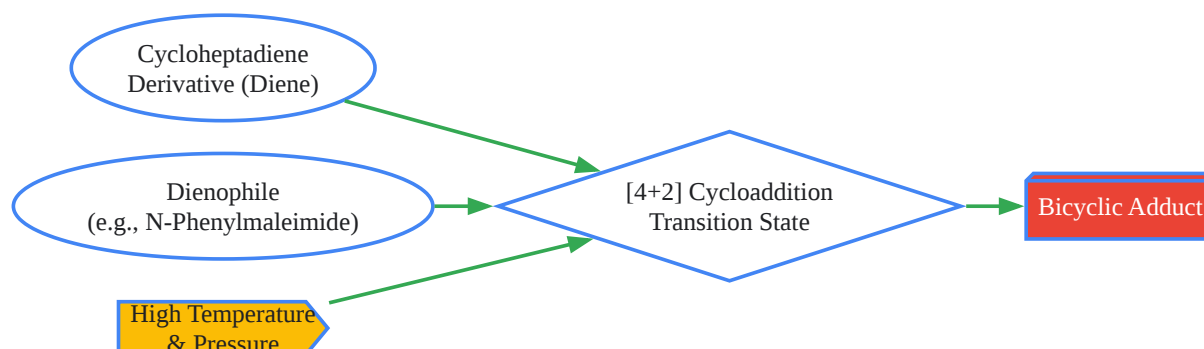 Cycloheptadiene
Derivative (Diene)
Dienophile
(e.g., N-Phenylmaleimide)
High Temperature
& Pressure
[4+2] Cycloaddition
Transition State
Bicyclic Adduct